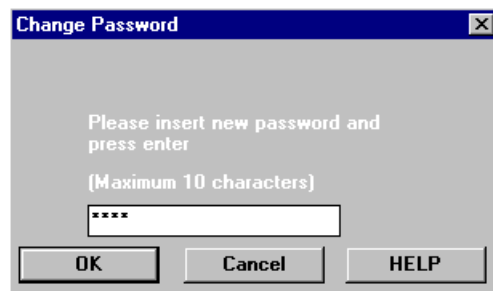 Change Password
Please insert new password and
press enter
(Maximum 10 characters)
****
OK Cancel HELP